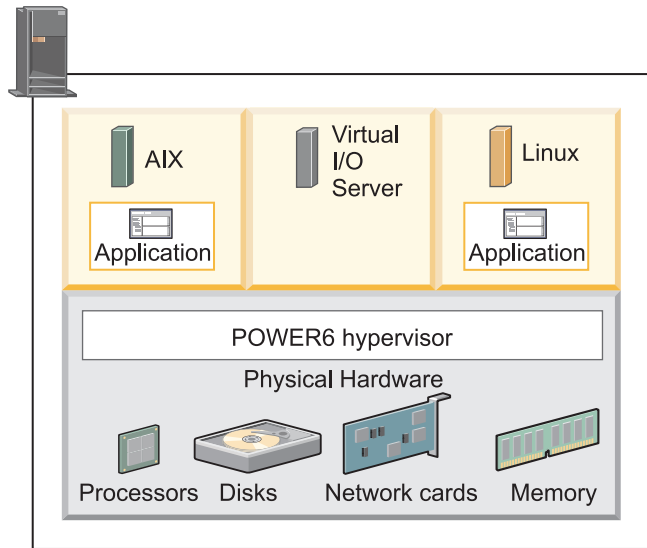 AIX
Application
Virtual
I/O
Server
Linux
Application
POWER6 hypervisor
Physical Hardware
Processors
Disks
Network cards
Memory